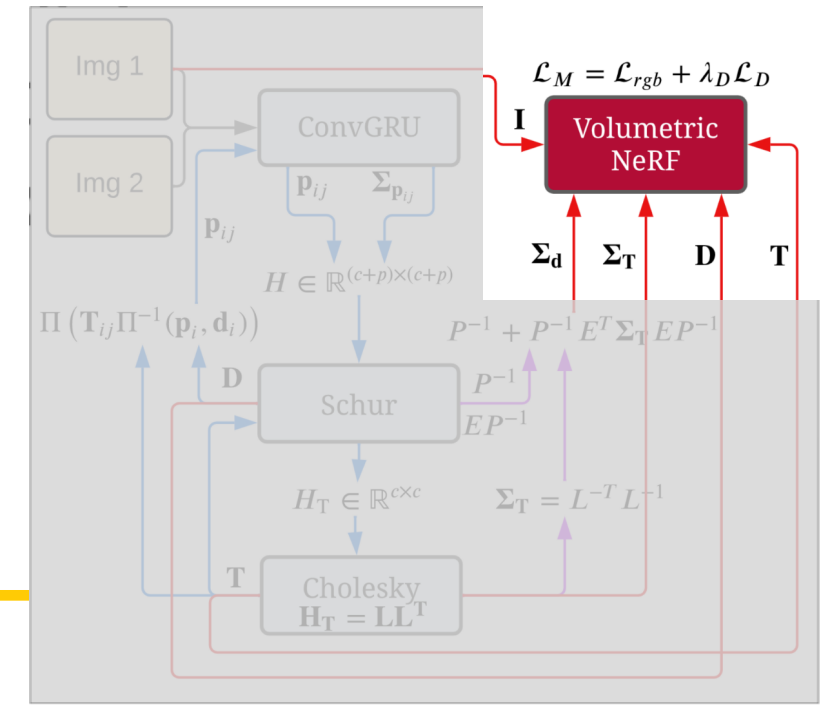 Img 1
Img 2
ConvGRU
𝓛_M = 𝓛_rgb + λ_D 𝓛_D
I
Volumetric
NeRF
p_ij
Σ_p_ij
p_ij
Σ_d
Σ_T
D
T
H ∈ ℝ^(c+p)×(c+p)
Π (T_ij Π^−1 (p_i, d_i))
P^−1 + P^−1 E^T Σ_T E P^−1
D
Schur
P^−1
EP^−1
H_T ∈ ℝ^c×c
Σ_T = L^−T L^−1
T
Cholesky
H_T = LL^T